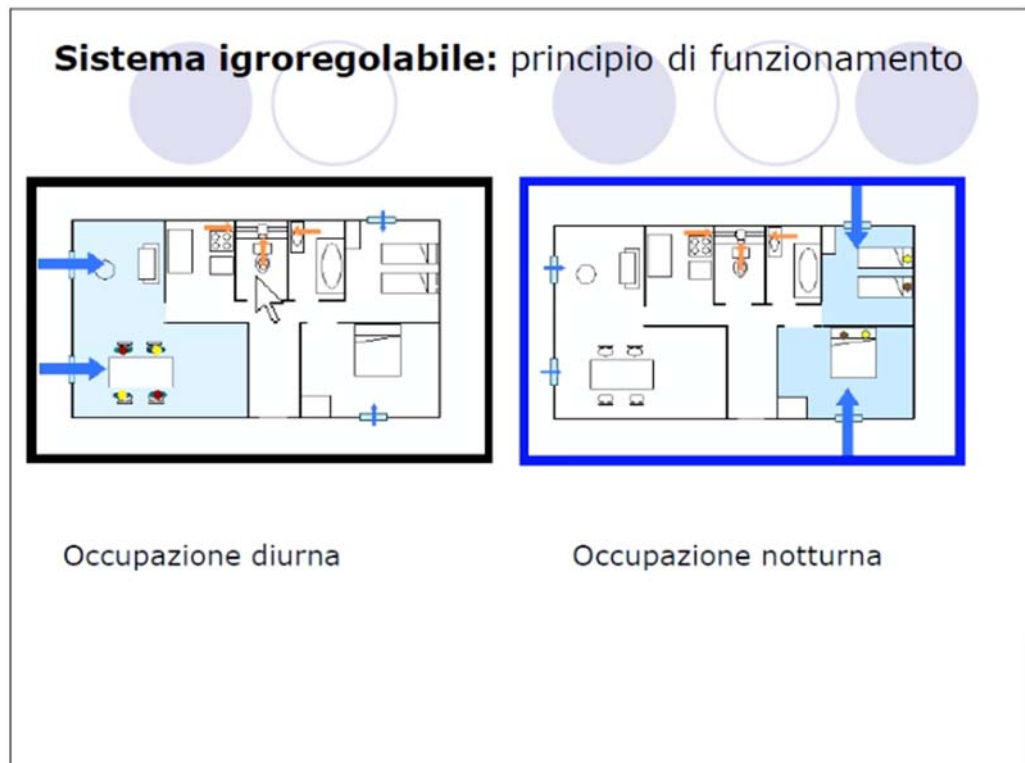 Sistema igroregolabile: principio di funzionamento
Occupazione diurna
Occupazione notturna